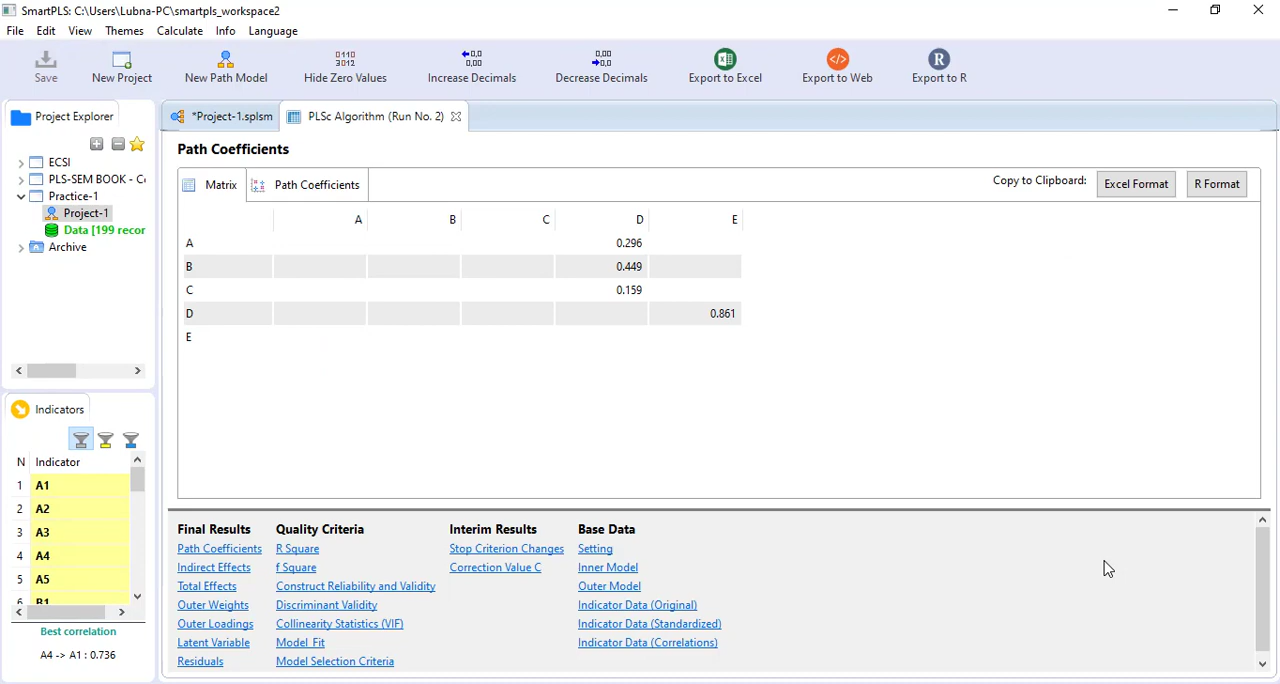 SmartPLS: C:\Users\Lubna-PC\smartpls_workspace2
File Edit View Themes Calculate Info Language
Save New Project New Path Model Hide Zero Values Increase Decimals Decrease Decimals Export to Excel Export to Web Export to R
Project Explorer
ECSI
PLS-SEM BOOK - Co
Practice-1
Project-1
Data [199 recor
Archive
Indicators
N Indicator
1 A1
2 A2
3 A3
4 A4
5 A5
6 B1
Best correlation
A4 -> A1 : 0.736
*Project-1.splsm PLSc Algorithm (Run No. 2)
Path Coefficients
Matrix Path Coefficients Copy to Clipboard: Excel Format R Format
A B C D E
A 0.296
B 0.449
C 0.159
D 0.861
E
Final Results Quality Criteria Interim Results Base Data
Path Coefficients R Square Stop Criterion Changes Setting
Indirect Effects f Square Correction Value C Inner Model
Total Effects Construct Reliability and Validity Outer Model
Outer Weights Discriminant Validity Indicator Data (Original)
Outer Loadings Collinearity Statistics (VIF) Indicator Data (Standardized)
Latent Variable Model_Fit Indicator Data (Correlations)
Residuals Model Selection Criteria